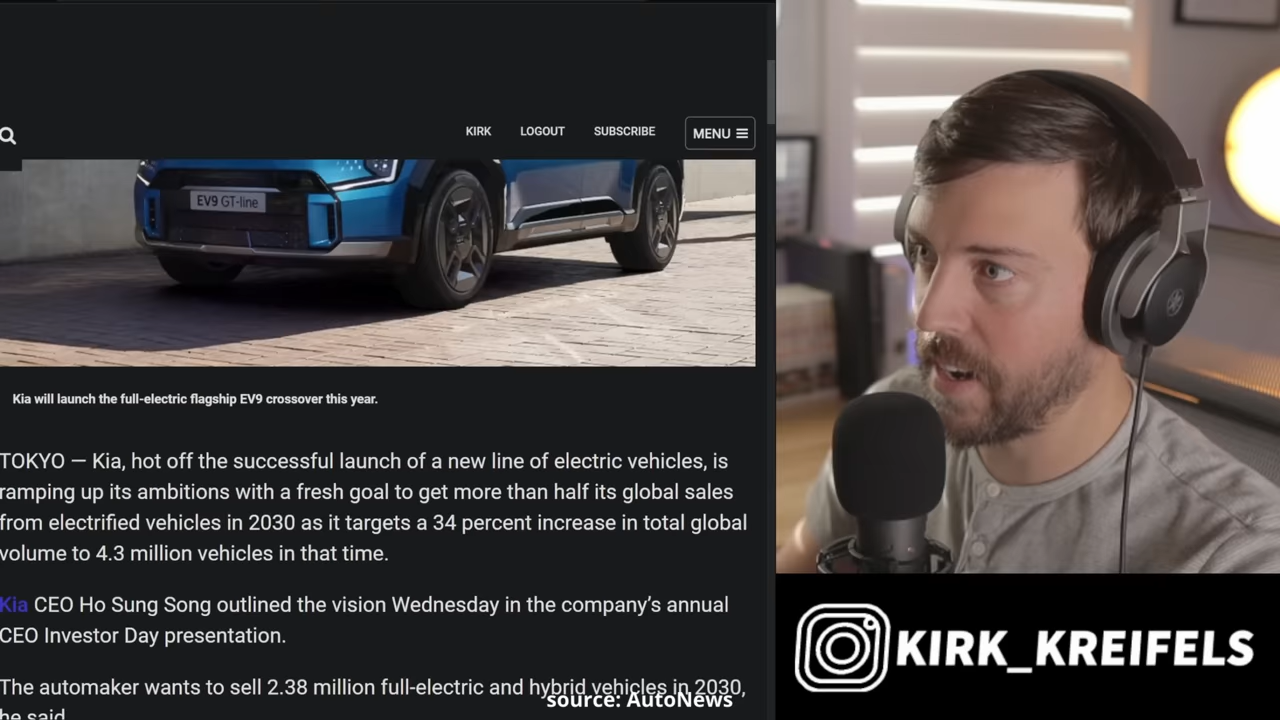 KIRK LOGOUT SUBSCRIBE MENU
EV9 GT-line
Kia will launch the full-electric flagship EV9 crossover this year.
TOKYO — Kia, hot off the successful launch of a new line of electric vehicles, is
ramping up its ambitions with a fresh goal to get more than half its global sales
from electrified vehicles in 2030 as it targets a 34 percent increase in total global
volume to 4.3 million vehicles in that time.
Kia CEO Ho Sung Song outlined the vision Wednesday in the company’s annual
CEO Investor Day presentation.
The automaker wants to sell 2.38 million full-electric and hybrid vehicles in 2030,
he said
source: AutoNews
KIRK_KREIFELS